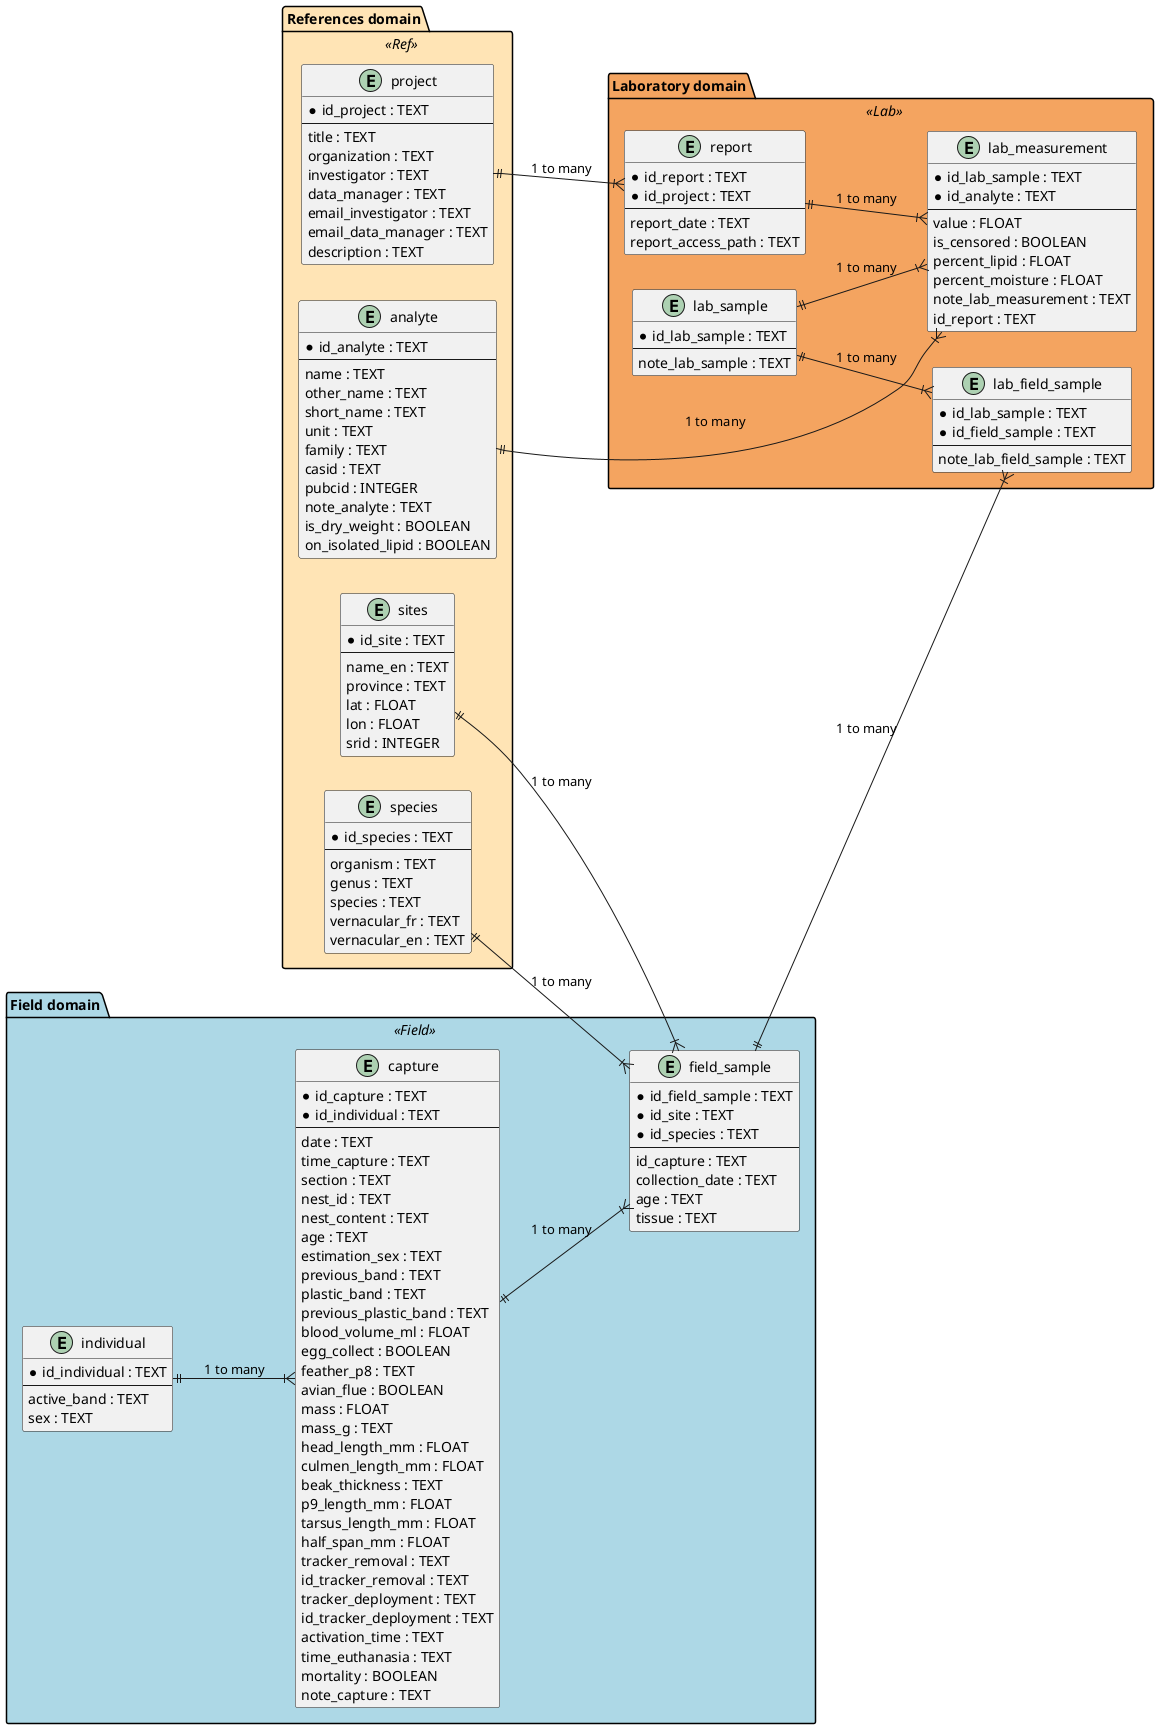 References domain
«Ref»
E project
* id_project : TEXT
title : TEXT
organization : TEXT
investigator : TEXT
data_manager : TEXT
email_investigator : TEXT
email_data_manager : TEXT
description : TEXT
E analyte
* id_analyte : TEXT
name : TEXT
other_name : TEXT
short_name : TEXT
unit : TEXT
family : TEXT
casid : TEXT
pubcid : INTEGER
note_analyte : TEXT
is_dry_weight : BOOLEAN
on_isolated_lipid : BOOLEAN
E sites
* id_site : TEXT
name_en : TEXT
province : TEXT
lat : FLOAT
lon : FLOAT
srid : INTEGER
E species
* id_species : TEXT
organism : TEXT
genus : TEXT
species : TEXT
vernacular_fr : TEXT
vernacular_en : TEXT
Laboratory domain
«Lab»
E report
* id_report : TEXT
* id_project : TEXT
report_date : TEXT
report_access_path : TEXT
E lab_sample
* id_lab_sample : TEXT
note_lab_sample : TEXT
E lab_measurement
* id_lab_sample : TEXT
* id_analyte : TEXT
value : FLOAT
is_censored : BOOLEAN
percent_lipid : FLOAT
percent_moisture : FLOAT
note_lab_measurement : TEXT
id_report : TEXT
E lab_field_sample
* id_lab_sample : TEXT
* id_field_sample : TEXT
note_lab_field_sample : TEXT
1 to many
1 to many
1 to many
1 to many
1 to many
1 to many
1 to many
1 to many
Field domain
«Field»
E individual
* id_individual : TEXT
active_band : TEXT
sex : TEXT
1 to many
E capture
* id_capture : TEXT
* id_individual : TEXT
date : TEXT
time_capture : TEXT
section : TEXT
nest_id : TEXT
nest_content : TEXT
age : TEXT
estimation_sex : TEXT
previous_band : TEXT
plastic_band : TEXT
previous_plastic_band : TEXT
blood_volume_ml : FLOAT
egg_collect : BOOLEAN
feather_p8 : TEXT
avian_flue : BOOLEAN
mass : FLOAT
mass_g : TEXT
head_length_mm : FLOAT
culmen_length_mm : FLOAT
beak_thickness : TEXT
p9_length_mm : FLOAT
tarsus_length_mm : FLOAT
half_span_mm : FLOAT
tracker_removal : TEXT
id_tracker_removal : TEXT
tracker_deployment : TEXT
id_tracker_deployment : TEXT
activation_time : TEXT
time_euthanasia : TEXT
mortality : BOOLEAN
note_capture : TEXT
1 to many
E field_sample
* id_field_sample : TEXT
* id_site : TEXT
* id_species : TEXT
id_capture : TEXT
collection_date : TEXT
age : TEXT
tissue : TEXT